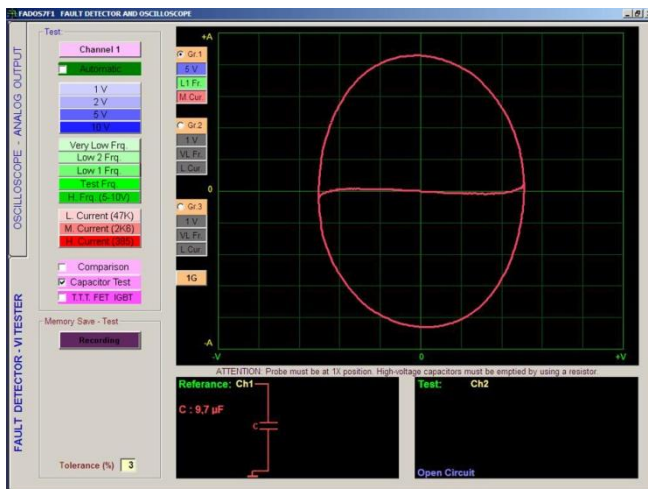 FADOS7F1 FAULT DETECTOR AND OSCILLOSCOPE
OSCILLOSCOPE - ANALOG OUTPUT
FAULT DETECTOR - VI TESTER
Test:
Channel 1
Automatic
1 V
2 V
5 V
10 V
Very Low Frq.
Low 2 Frq.
Low 1 Frq.
Test Frq.
H. Frq. (5-10V)
L. Current (47K)
M. Current (2K6)
H. Current (385)
Comparison
Capacitor Test
T.T.T. FET IGBT
Memory Save - Test
Recording
Tolerance (%) 3
Gr.1
5 V
L1 Fr.
M Cur.
Gr.2
1 V
VL Fr.
L Cur.
Gr.3
1 V
VL Fr.
L Cur.
1G
+A
0
-A
-V
0
+V
ATTENTION: Probe must be at 1X position. High-voltage capacitors must be emptied by using a resistor.
Referance: Ch1
C : 9,7 µF
C
Test: Ch2
Open Circuit